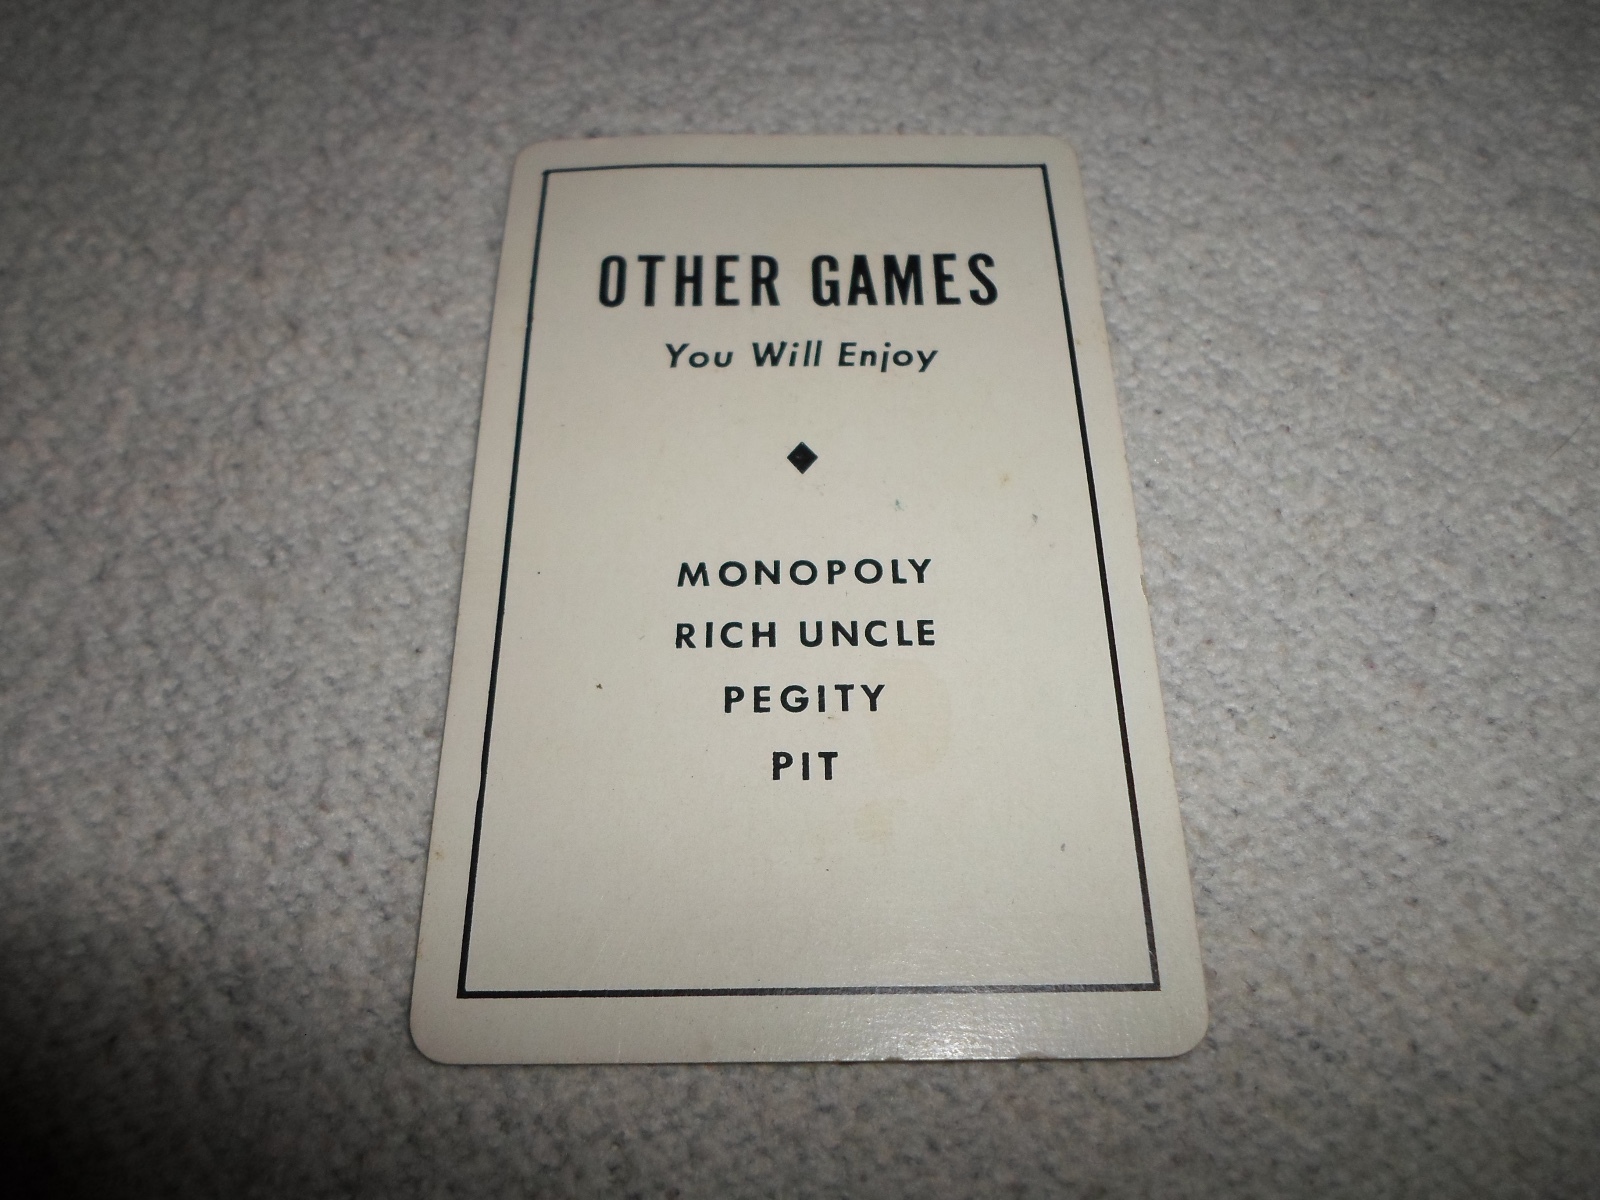 OTHER GAMES
You Will Enjoy
MONOPOLY
RICH UNCLE
PEGITY
PIT